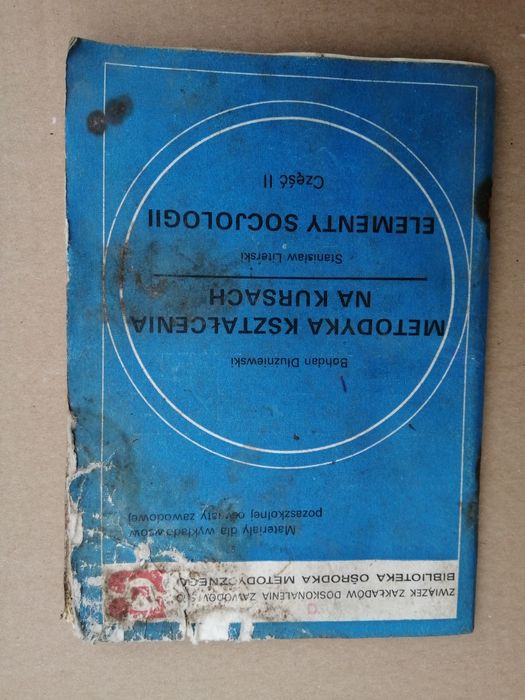 ZWIĄZEK ZAKŁADÓW DOSKONALENIA
BIBLIOTEKA OŚRODKA METODYCZNEGO
Materiały dla wykładowców
pozaszkolnej oświaty zawodowej
Bohdan Dłużniewski
METODYKA KSZTAŁCENIA
NA KURSACH
Stanisław Literski
ELEMENTY SOCJOLOGII
Część II